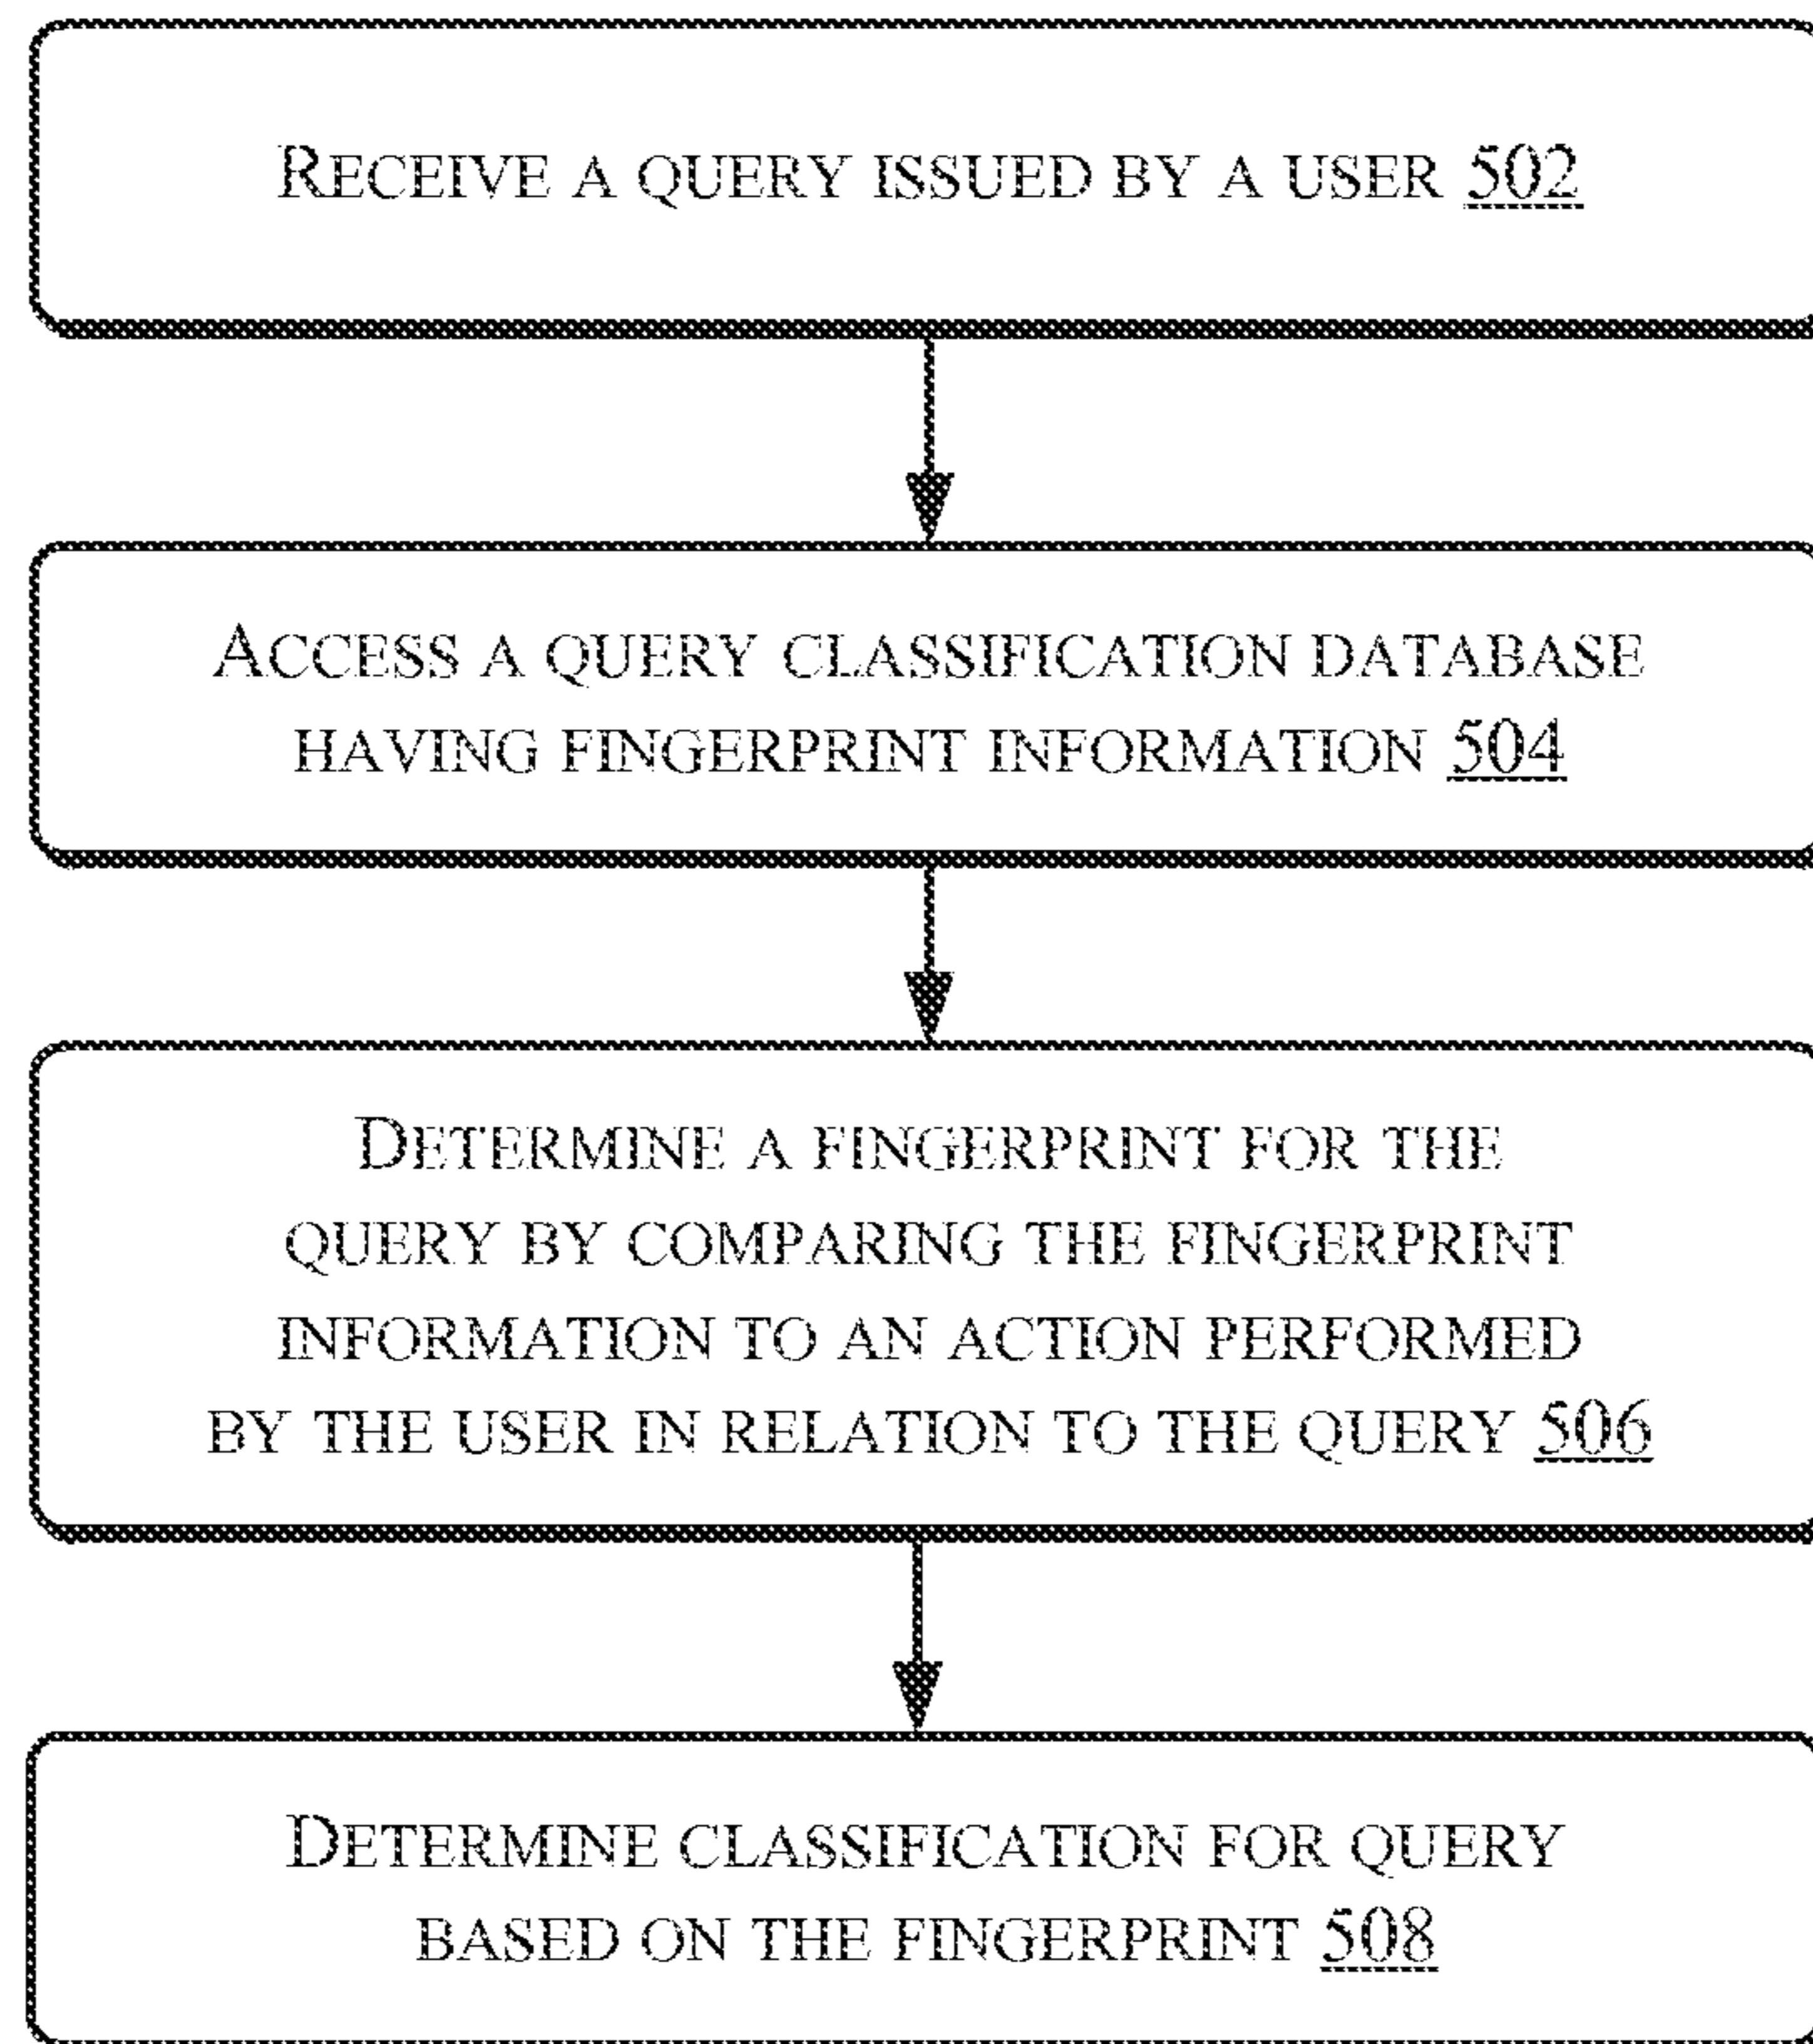 RECEIVE A QUERY ISSUED BY A USER 502
ACCESS A QUERY CLASSIFICATION DATABASE
HAVING FINGERPRINT INFORMATION 504
DETERMINE A FINGERPRINT FOR THE
QUERY BY COMPARING THE FINGERPRINT
INFORMATION TO AN ACTION PERFORMED
BY THE USER IN RELATION TO THE QUERY 506
DETERMINE CLASSIFICATION FOR QUERY
BASED ON THE FINGERPRINT 508